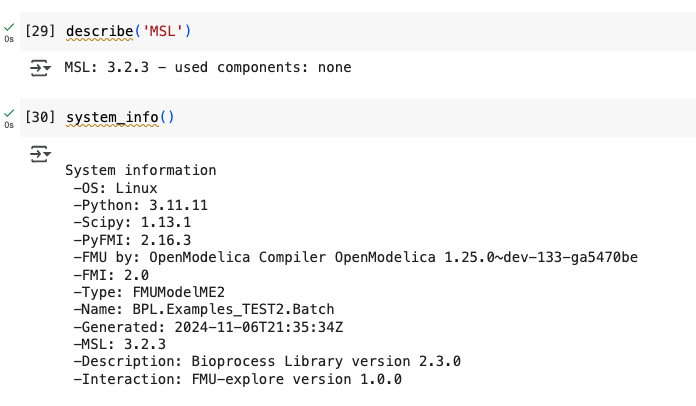 [29] describe('MSL')
0s
MSL: 3.2.3 – used components: none
[30] system_info()
0s
System information
–OS: Linux
–Python: 3.11.11
–Scipy: 1.13.1
–PyFMI: 2.16.3
–FMU by: OpenModelica Compiler OpenModelica 1.25.0~dev-133-ga5470be
–FMI: 2.0
–Type: FMUModelME2
–Name: BPL.Examples_TEST2.Batch
–Generated: 2024-11-06T21:35:34Z
–MSL: 3.2.3
–Description: Bioprocess Library version 2.3.0
–Interaction: FMU-explore version 1.0.0